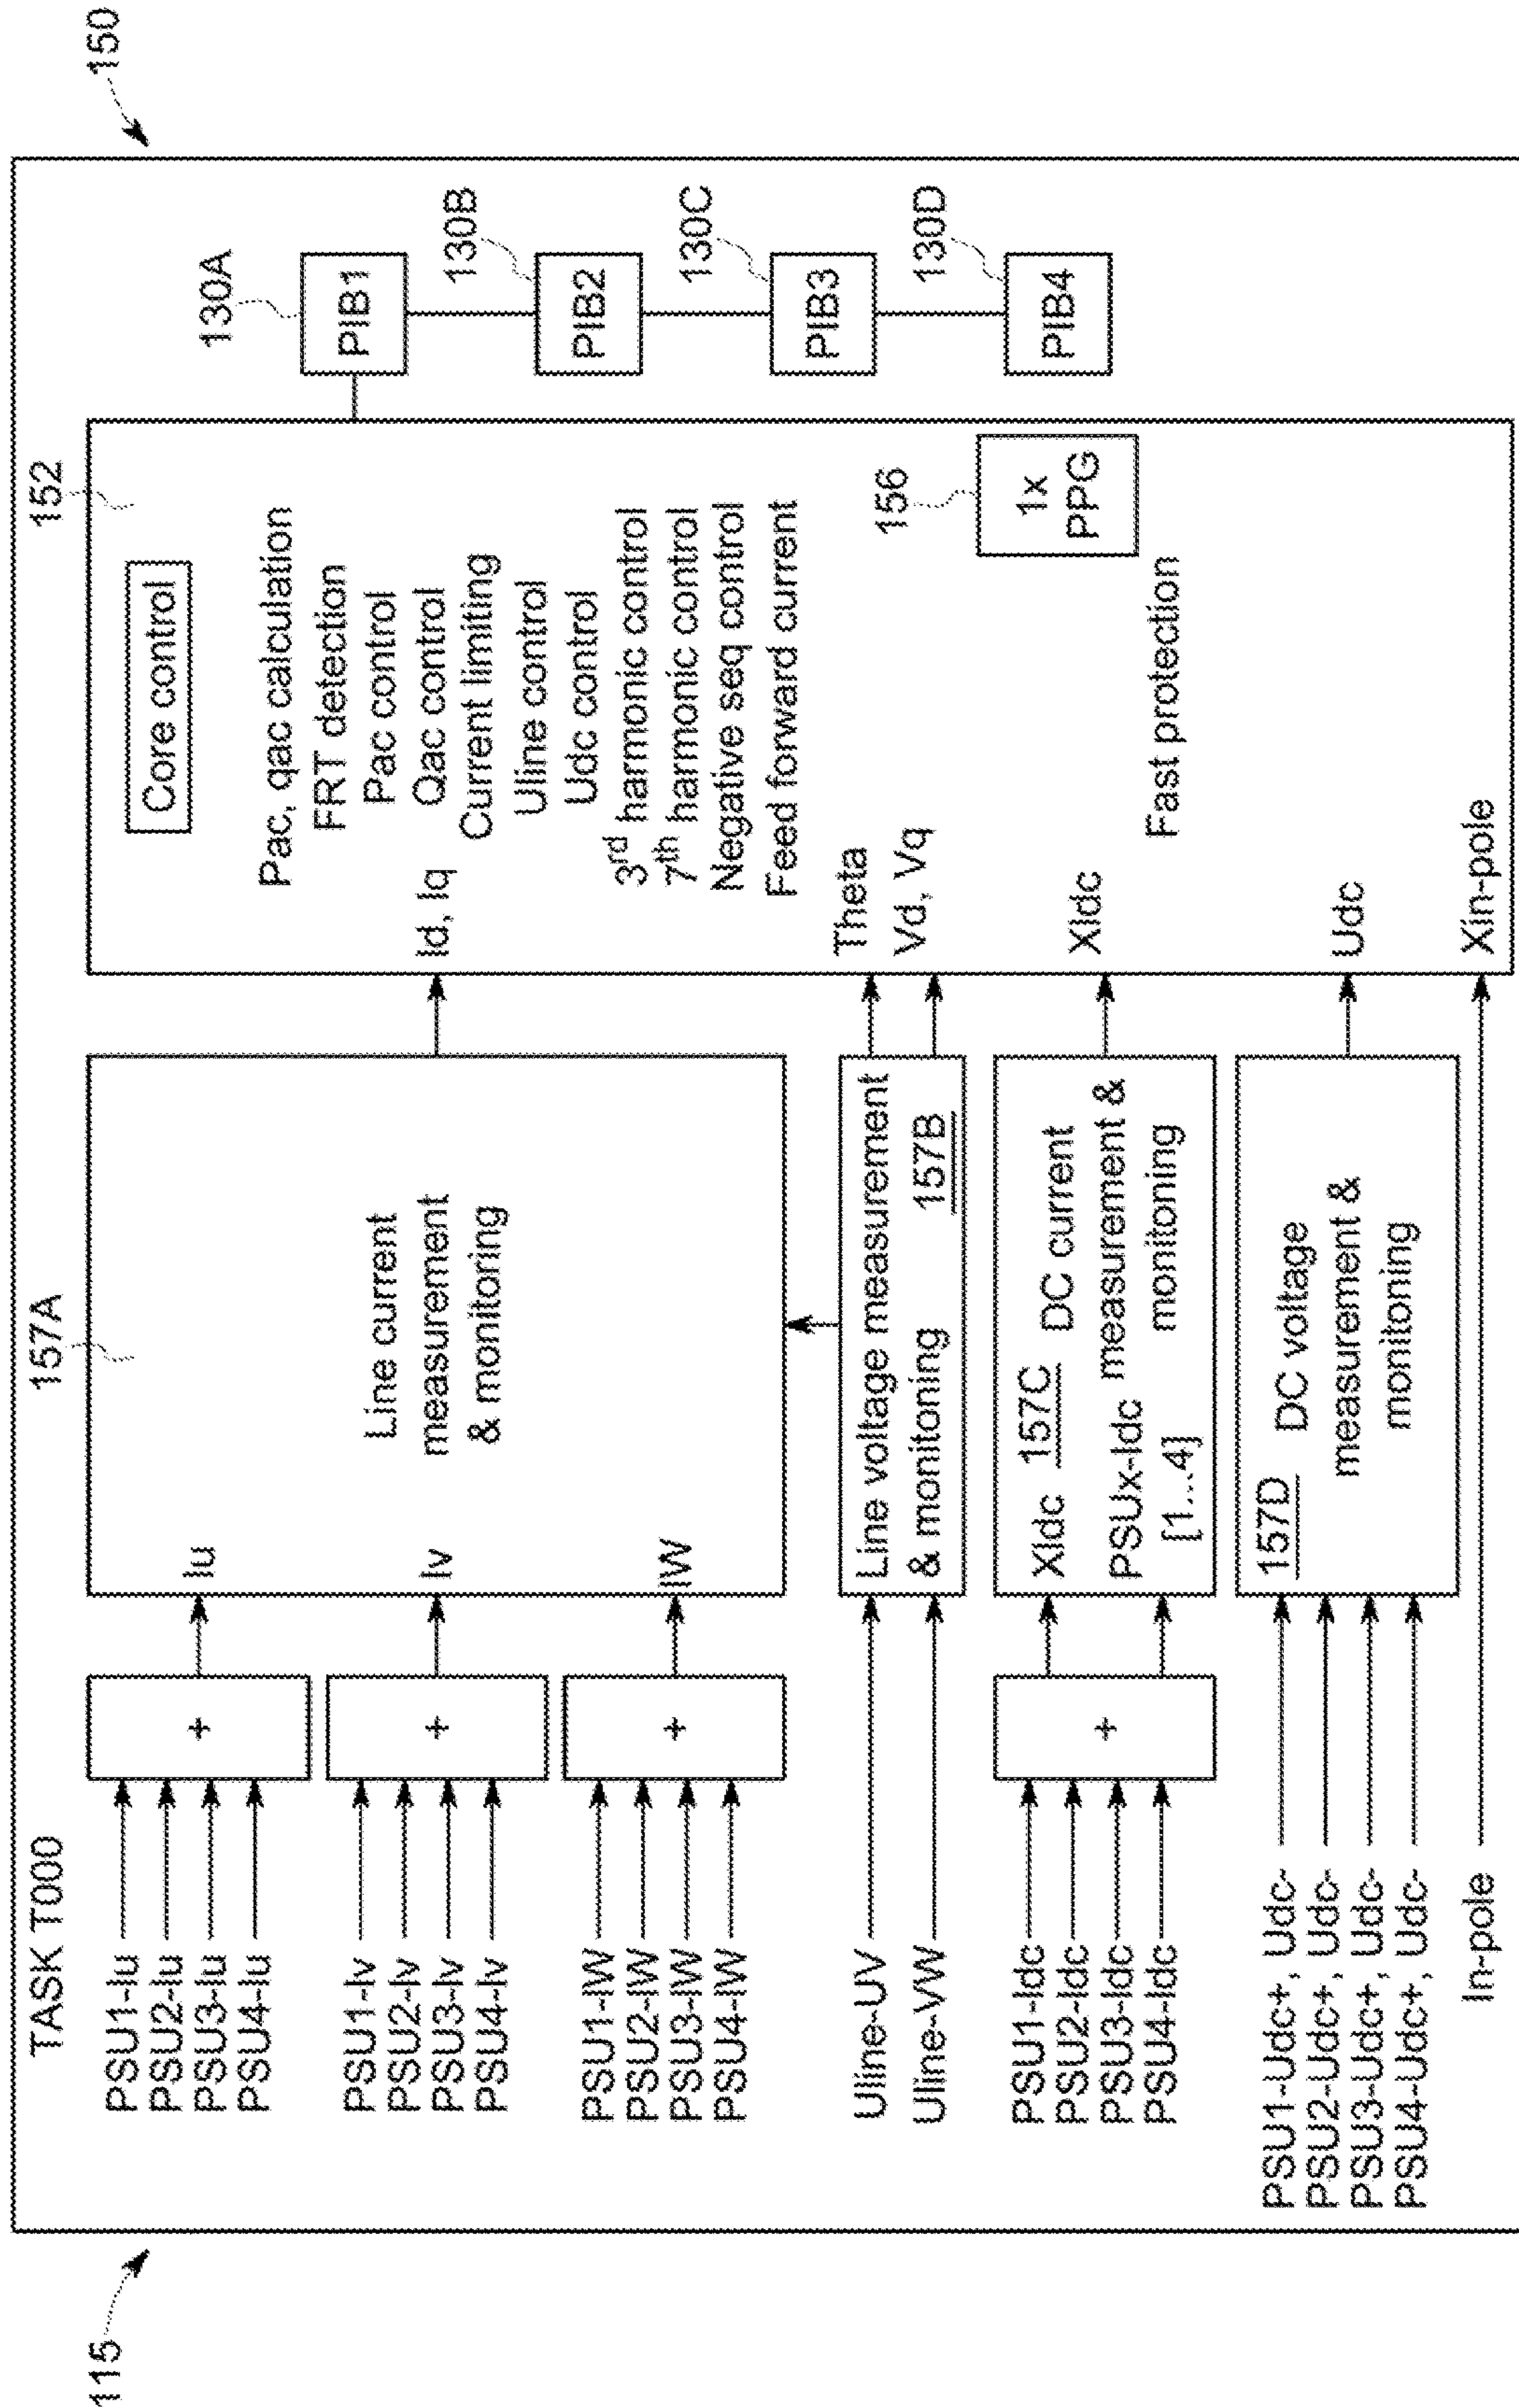 115
150
TASK T000
PSU1-Iu
PSU2-Iu
PSU3-Iu
PSU4-Iu
+
Iu
PSU1-Iv
PSU2-Iv
PSU3-Iv
PSU4-Iv
+
Iv
PSU1-IW
PSU2-IW
PSU3-IW
PSU4-IW
+
IW
157A
Line current
measurement
& monitoring
Uline-UV
Uline-VW
Line voltage measurement
& monitoning 157B
PSU1-Idc
PSU2-Idc
PSU3-Idc
PSU4-Idc
+
XIdc 157C DC current
PSUx-Idc measurement &
[1...4] monitoning
PSU1-Udc+, Udc-
PSU2-Udc+, Udc-
PSU3-Udc+, Udc-
PSU4-Udc+, Udc-
157D DC voltage
measurement &
monitoning
In-pole
152
Core control
Pac, qac calculation
FRT detection
Pac control
Qac control
Id, Iq
Current limiting
Uline control
Udc control
3rd harmonic control
7th harmonic control
Negative seq control
Feed forward current
Theta
Vd, Vq
156
1x
PPG
XIdc
Fast protection
Udc
Xin-pole
130A
PIB1
130B
PIB2
130C
PIB3
130D
PIB4